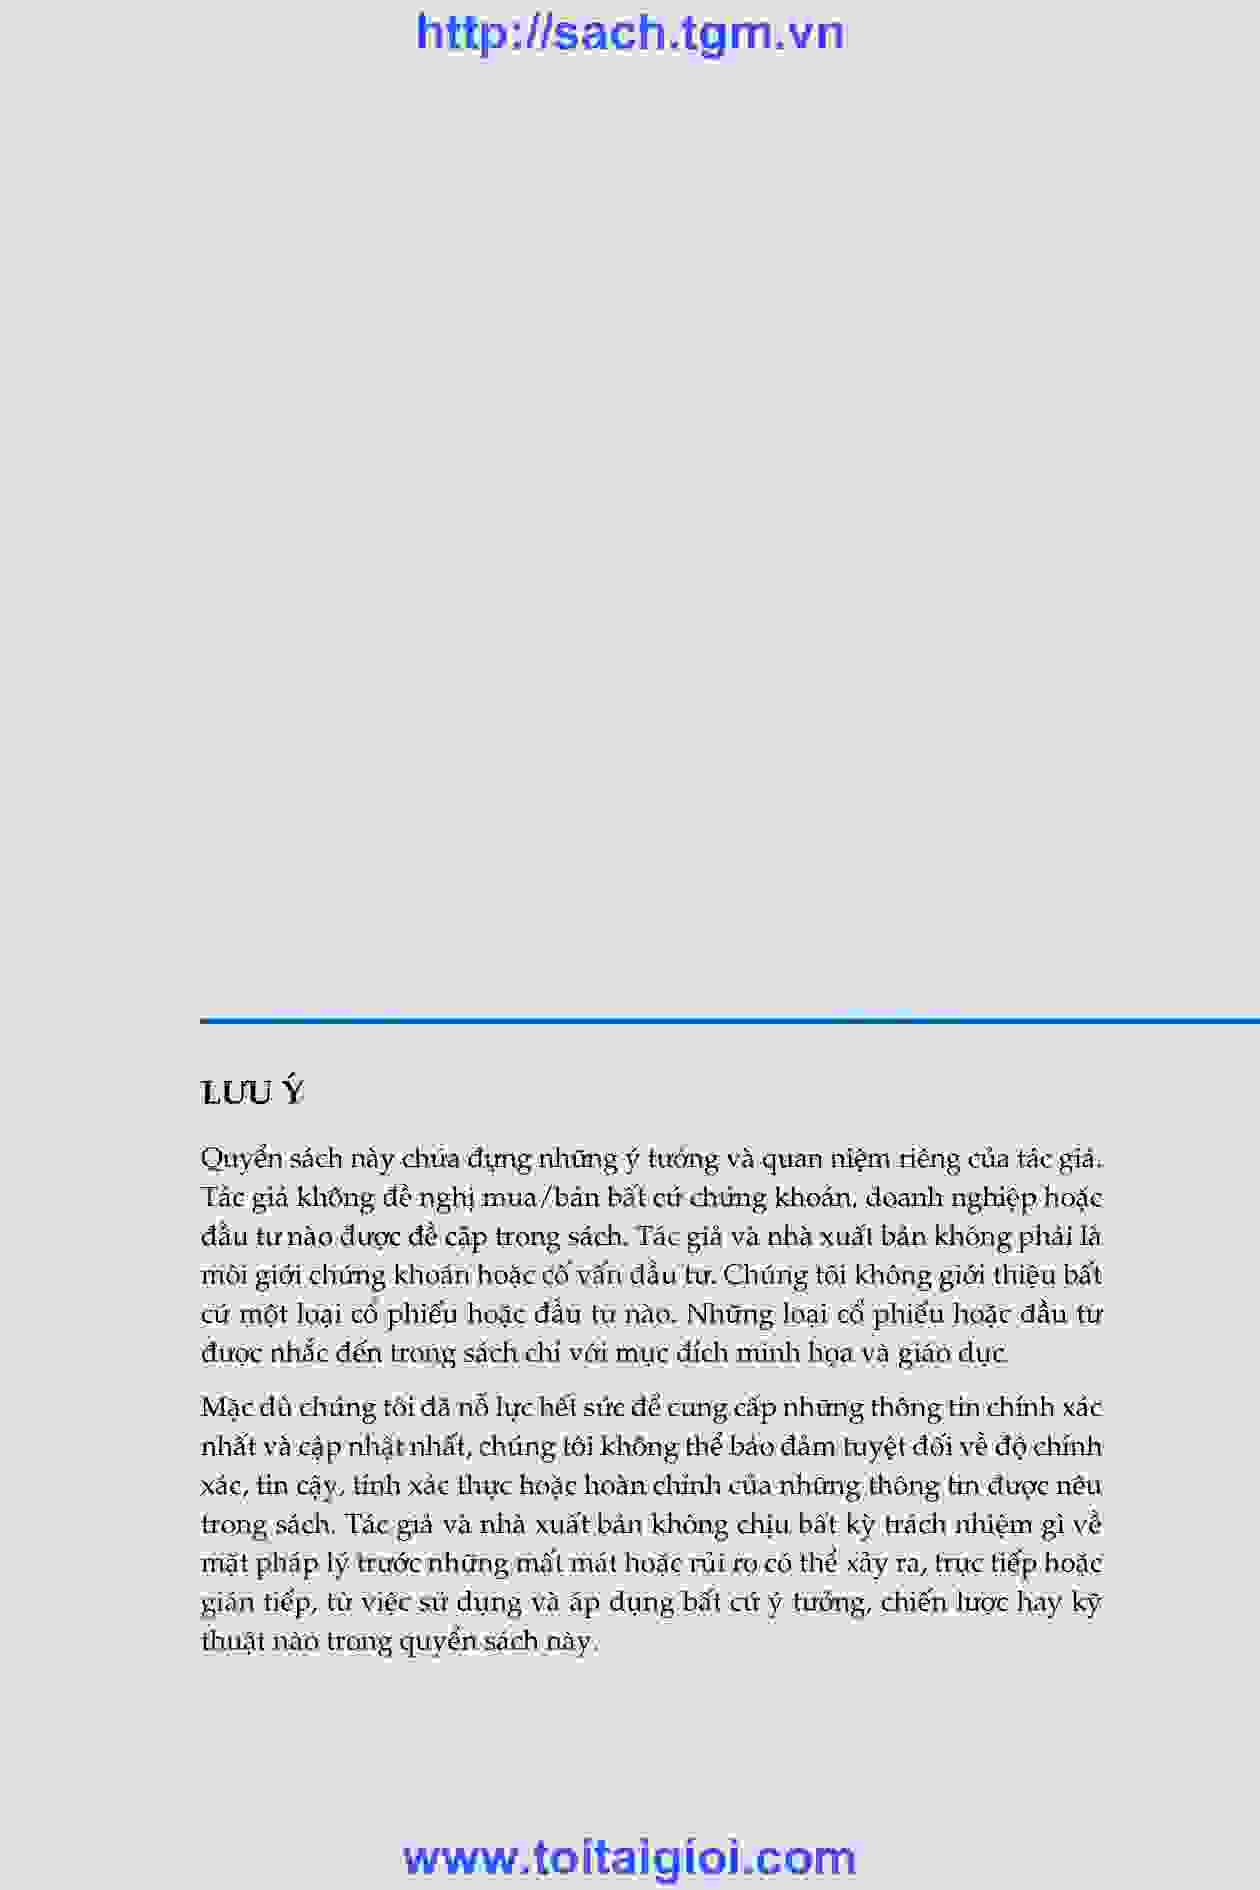 http://sach.tgm.vn
LƯU Ý
Quyển sách này chứa đựng những ý tưởng và quan niệm riêng của tác giả.
Tác giả không đề nghị mua/bán bất cứ chứng khoán, doanh nghiệp hoặc
đầu tư nào được đề cập trong sách. Tác giả và nhà xuất bản không phải là
môi giới chứng khoán hoặc cố vấn đầu tư. Chúng tôi không giới thiệu bất
cứ một loại cổ phiếu hoặc đầu tư nào. Những loại cổ phiếu hoặc đầu tư
được nhắc đến trong sách chỉ với mục đích minh họa và giáo dục.
Mặc dù chúng tôi đã nỗ lực hết sức để cung cấp những thông tin chính xác
nhất và cập nhật nhất, chúng tôi không thể bảo đảm tuyệt đối về độ chính
xác, tin cậy, tính xác thực hoặc hoàn chỉnh của những thông tin được nêu
trong sách. Tác giả và nhà xuất bản không chịu bất kỳ trách nhiệm gì về
mặt pháp lý trước những mất mát hoặc rủi ro có thể xảy ra, trực tiếp hoặc
gián tiếp, từ việc sử dụng và áp dụng bất cứ ý tưởng, chiến lược hay kỹ
thuật nào trong quyển sách này.
www.toitaigioi.com